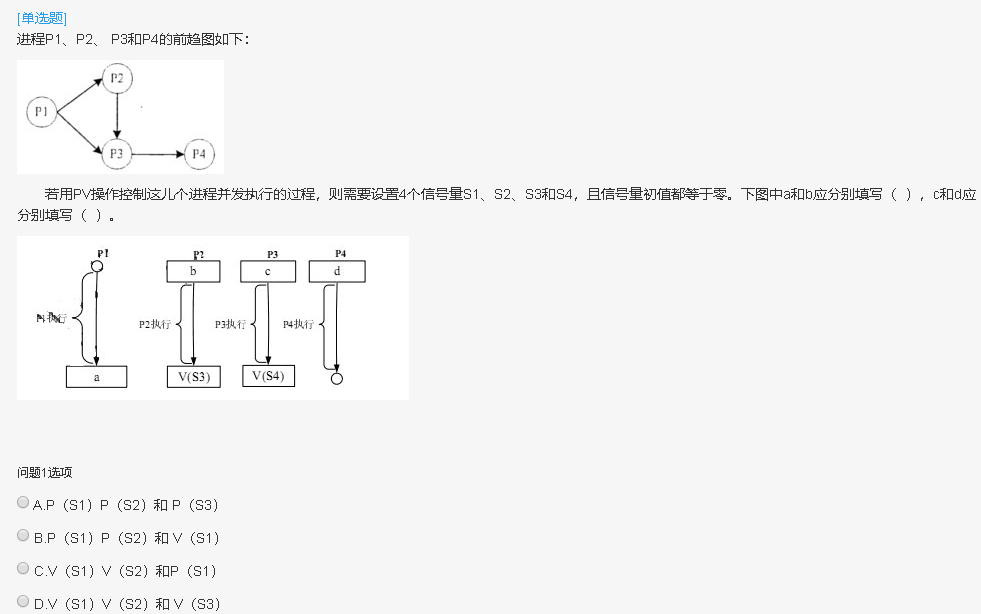 [单选题]
进程P1、P2、 P3和P4的前趋图如下：
P2
P1
P3
P4
若用PV操作控制这几个进程并发执行的过程，则需要设置4个信号量S1、S2、S3和S4，且信号量初值都等于零。下图中a和b应分别填写（ ），c和d应
分别填写（ ）。
P1 P2 P3 P4
b c d
P2执行 P3执行 P4执行
a V(S3) V(S4)
问题1选项
A.P（S1）P（S2）和 P（S3）
B.P（S1）P（S2）和 V（S1）
C.V（S1）V（S2）和P（S1）
D.V（S1）V（S2）和 V（S3）